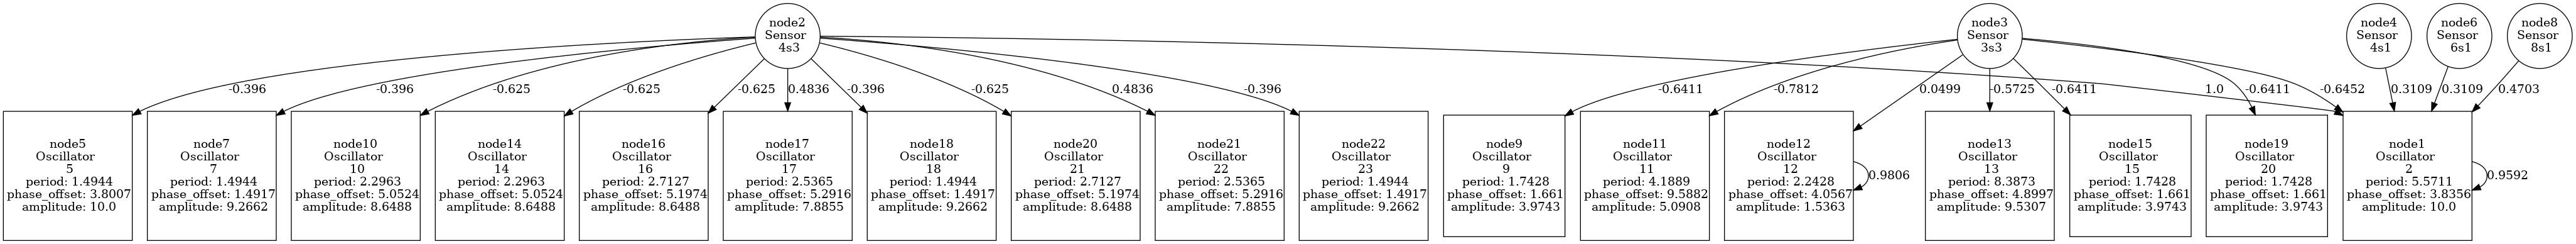 node2
Sensor
4s3
node3
Sensor
3s3
node4
Sensor
4s1
node6
Sensor
6s1
node8
Sensor
8s1
-0.396
-0.396
-0.625
-0.625
-0.625
0.4836
-0.396
-0.625
0.4836
-0.396
1.0
-0.6411
-0.7812
0.0499
-0.5725
-0.6411
-0.6411
-0.6452
0.3109
0.3109
0.4703
node5
Oscillator
5
period: 1.4944
phase_offset: 3.8007
amplitude: 10.0
node7
Oscillator
7
period: 1.4944
phase_offset: 1.4917
amplitude: 9.2662
node10
Oscillator
10
period: 2.2963
phase_offset: 5.0524
amplitude: 8.6488
node14
Oscillator
14
period: 2.2963
phase_offset: 5.0524
amplitude: 8.6488
node16
Oscillator
16
period: 2.7127
phase_offset: 5.1974
amplitude: 8.6488
node17
Oscillator
17
period: 2.5365
phase_offset: 5.2916
amplitude: 7.8855
node18
Oscillator
18
period: 1.4944
phase_offset: 1.4917
amplitude: 9.2662
node20
Oscillator
21
period: 2.7127
phase_offset: 5.1974
amplitude: 8.6488
node21
Oscillator
22
period: 2.5365
phase_offset: 5.2916
amplitude: 7.8855
node22
Oscillator
23
period: 1.4944
phase_offset: 1.4917
amplitude: 9.2662
node9
Oscillator
9
period: 1.7428
phase_offset: 1.661
amplitude: 3.9743
node11
Oscillator
11
period: 4.1889
phase_offset: 9.5882
amplitude: 5.0908
node12
Oscillator
12
period: 2.2428
phase_offset: 4.0567
amplitude: 1.5363
0.9806
node13
Oscillator
13
period: 8.3873
phase_offset: 4.8997
amplitude: 9.5307
node15
Oscillator
15
period: 1.7428
phase_offset: 1.661
amplitude: 3.9743
node19
Oscillator
20
period: 1.7428
phase_offset: 1.661
amplitude: 3.9743
node1
Oscillator
2
period: 5.5711
phase_offset: 3.8356
amplitude: 10.0
0.9592